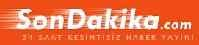 SonDakika.com
24 SAAT KESİNTİSİZ HABER YAYINI